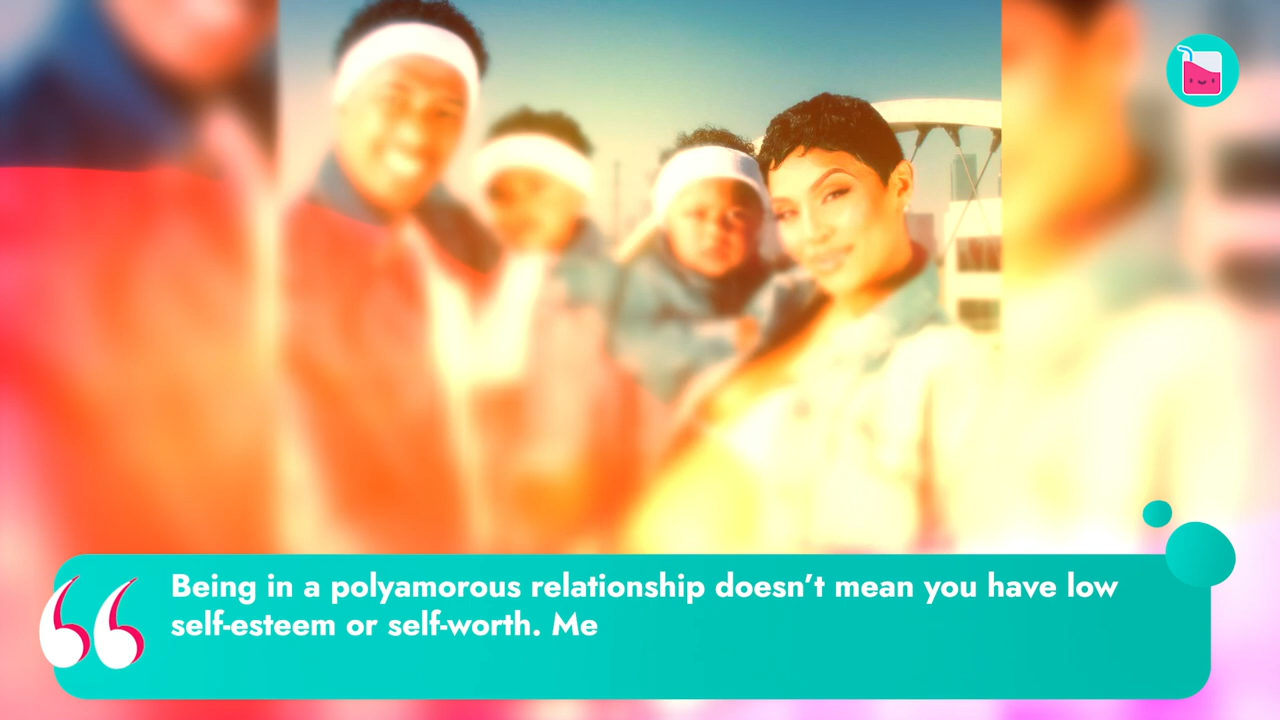 Being in a polyamorous relationship doesn’t mean you have low
self-esteem or self-worth. Me